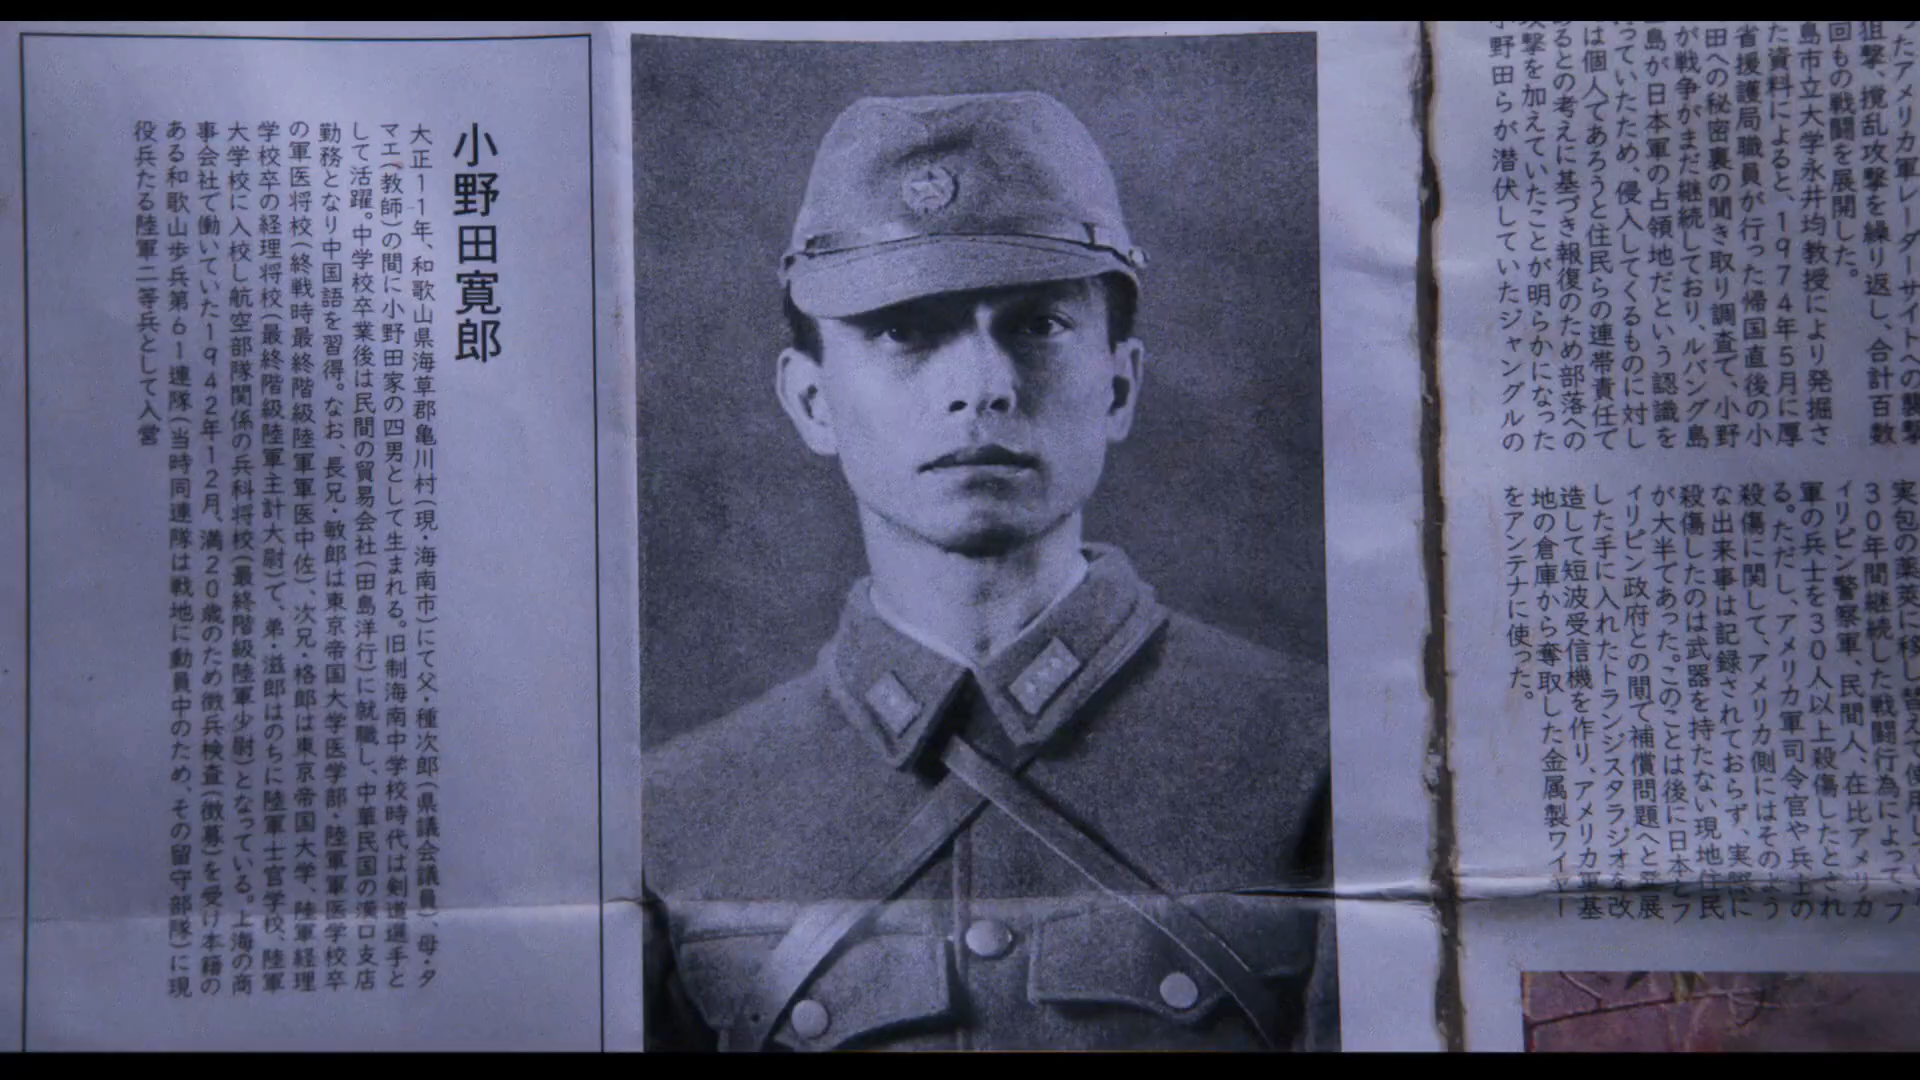 小野田寛郎
大正11年、和歌山県海草郡亀川村(現・海南市)にて父・種次郎(県議会議員)、母・タ
マエ(教師)の間に小野田家の四男として生まれる。旧制海南中学校時代は剣道選手と
して活躍。中学校卒業後は民間の貿易会社(田島洋行)に就職し、中華民国の漢口支店
勤務となり中国語を習得。なお、長兄・敏郎は東京帝国大学医学部・陸軍軍医学校卒
の軍医将校(終戦時最終階級陸軍軍医中佐)、次兄・格郎は東京帝国大学、陸軍経理
学校卒の経理将校(最終階級陸軍主計大尉)で、弟・滋郎はのちに陸軍士官学校、陸軍
大学校に入校し航空部隊関係の兵科将校(最終階級陸軍少尉)となっている。上海の商
事会社で働いていた1942年12月、満20歳のため徴兵検査(徴募)を受け本籍の
ある和歌山歩兵第61連隊(当時同連隊は戦地に動員中のため、その留守部隊)に現
役兵たる陸軍二等兵として入営
たアメリカ軍レーダーサイトへの襲撃
狙撃、撹乱攻撃を繰り返し、合計百数
回もの戦闘を展開した。
島市立大学永井均教授により発掘さ
た資料によると、1974年5月に厚
省援護局職員が行った帰国直後の小
田への秘密裏の聞き取り調査で、小野
が戦争がまだ継続しており、ルバング島
島が日本軍の占領地だという認識を
っていたため、侵入してくるものに対し
は個人であろうと住民らの連帯責任て
るとの考えに基づき報復のため部落への
撃を加えていたことが明らかになった
小野田らが潜伏していたジャングルの
実包の薬莢に移し替えて使用し
30年間継続した戦闘行為によって、フ
ィリピン警察軍、民間人、在比アメリカ
軍の兵士を30人以上殺傷したとされ
る。ただし、アメリカ軍司令官や兵士の
殺傷に関して、アメリカ側にはそのよう
な出来事は記録されておらず、実際に
殺傷したのは武器を持たない現地住民
が大半であった。このことは後に日本とフ
ィリピン政府との間で補償問題へと発展
した手に入れたトランジスタラジオを改
造して短波受信機を作り、アメリカ軍基
地の倉庫から奪取した金属製ワイヤー
をアンテナに使った。